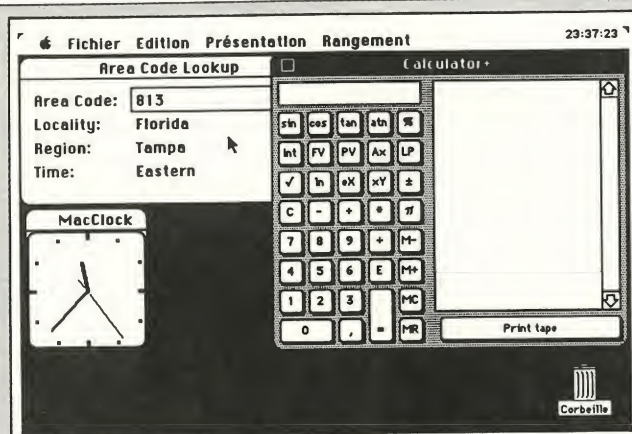 Fichier Edition Présentation Rangement 23:37:23
Area Code Lookup
Area Code: 813
Locality: Florida
Region: Tampa
Time: Eastern
MacClock
Calculator+
sin cos tan atn %
int FV PV Ax LP
√ ln eX xY ±
C - ÷ * π
7 8 9 + M-
4 5 6 E M+
1 2 3 MC
0 , = MR
Print tape
Corbeille